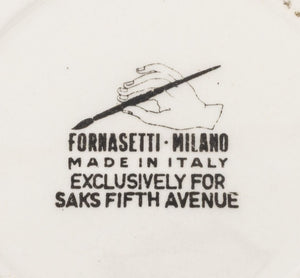 FORNASETTI · MILANO
MADE IN ITALY
EXCLUSIVELY FOR
SAKS FIFTH AVENUE